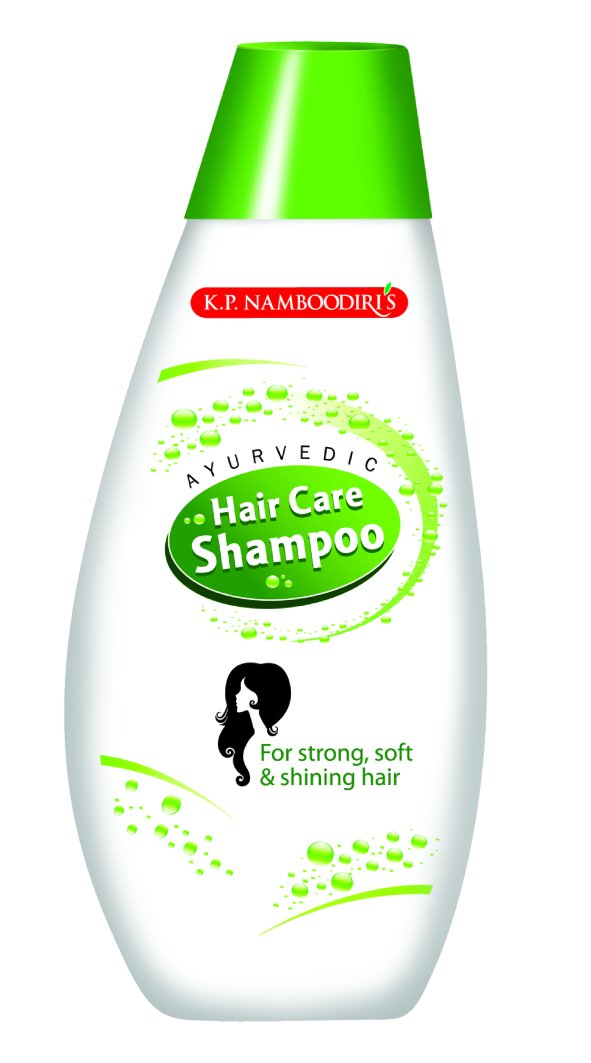 K.P. NAMBOODIRI'S
AYURVEDIC
Hair Care
Shampoo
For strong, soft
& shining hair